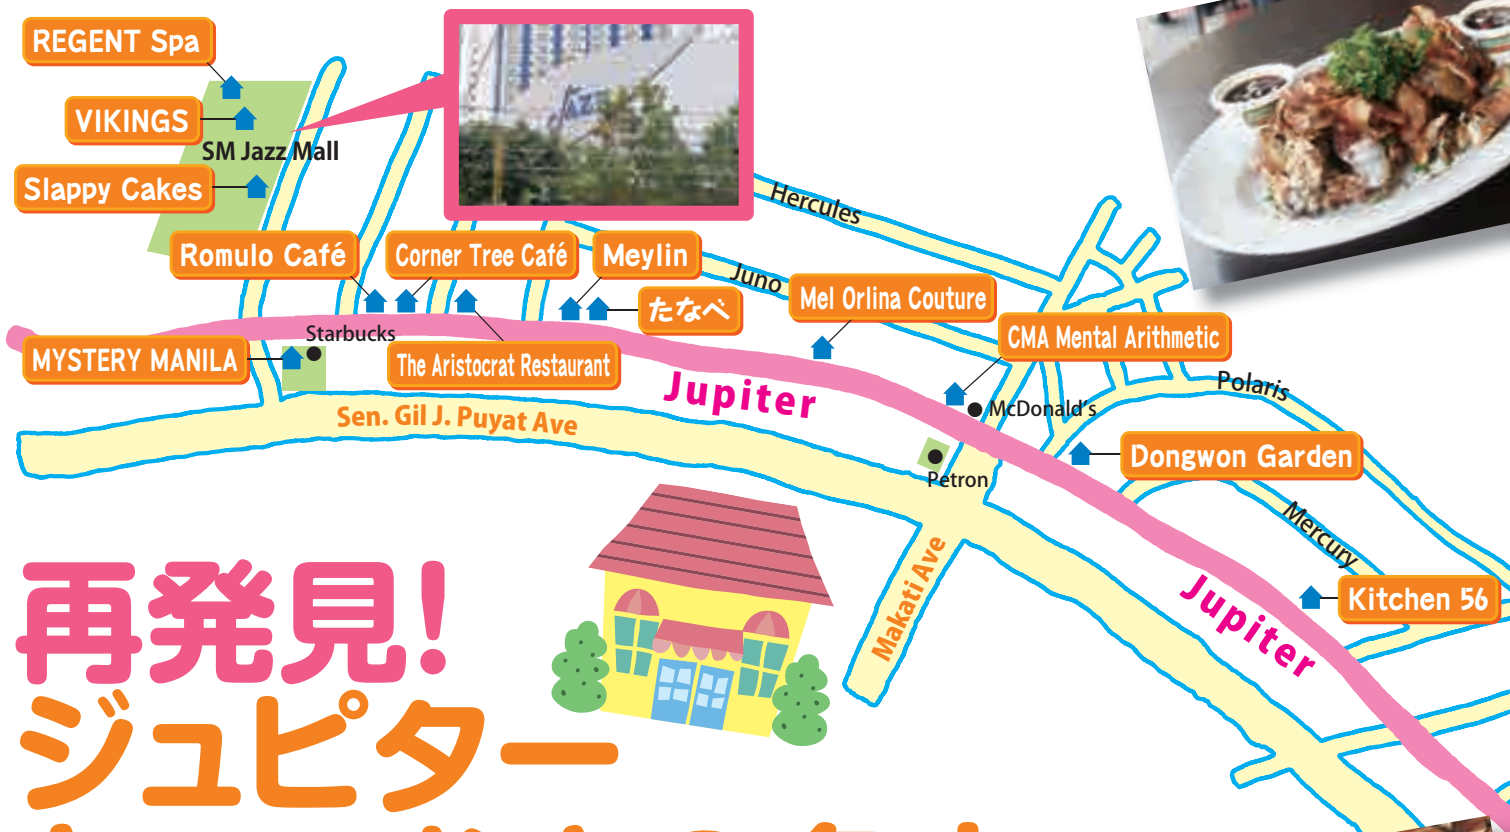 REGENT Spa
VIKINGS
SM Jazz Mall
Slappy Cakes
Hercules
Romulo Café
Corner Tree Café
Meylin
Juno
たなべ
Mel Orlina Couture
Starbucks
MYSTERY MANILA
The Aristocrat Restaurant
CMA Mental Arithmetic
Jupiter
McDonald's
Polaris
Sen. Gil J. Puyat Ave
Dongwon Garden
Petron
Mercury
Makati Ave
Kitchen 56
Jupiter
再発見!
ジュピター